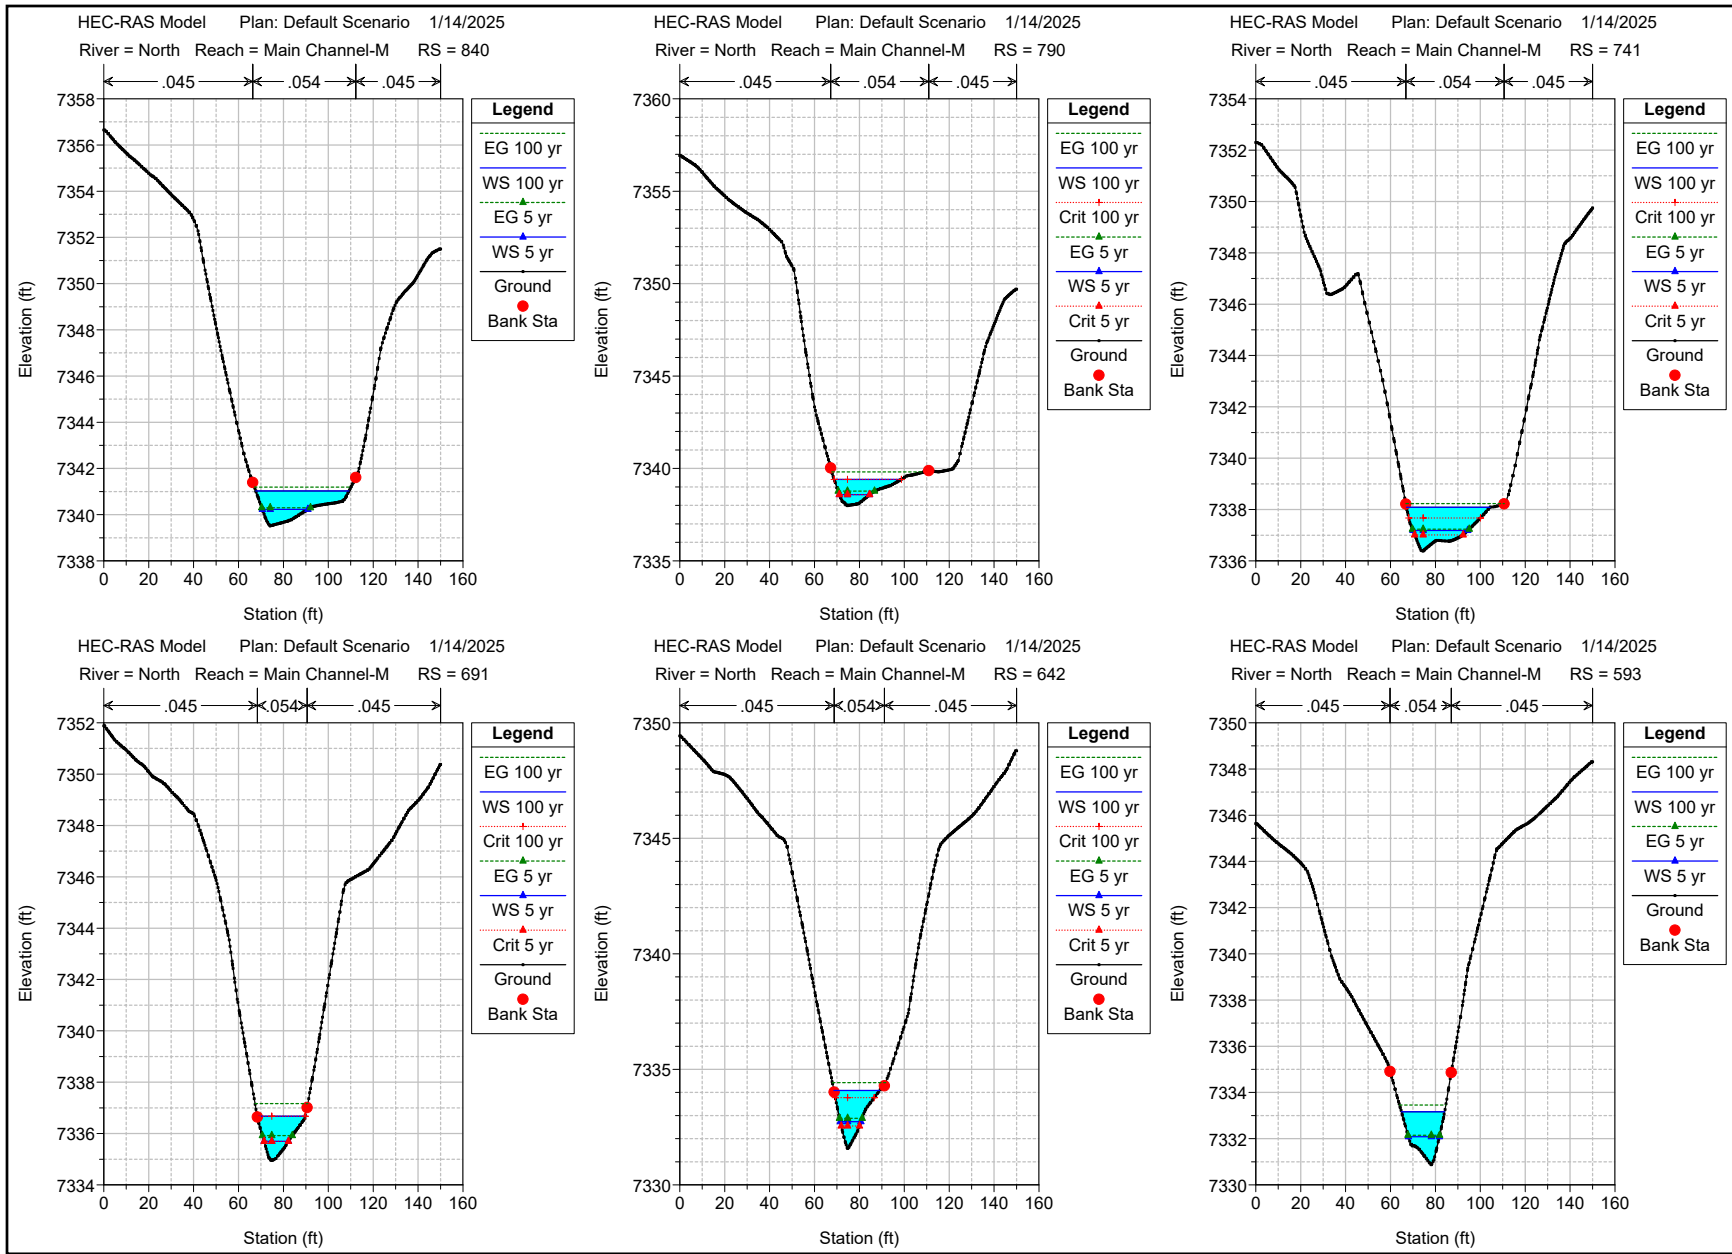 HEC-RAS Model Plan: Default Scenario 1/14/2025
River = North Reach = Main Channel-M RS = 840
.045 .054 .045
7358
7356
7354
7352
7350
7348
7346
7344
7342
7340
7338
0 20 40 60 80 100 120 140 160
Station (ft)
Elevation (ft)
Legend
EG 100 yr
WS 100 yr
EG 5 yr
WS 5 yr
Ground
Bank Sta
HEC-RAS Model Plan: Default Scenario 1/14/2025
River = North Reach = Main Channel-M RS = 790
.045 .054 .045
7360
7355
7350
7345
7340
7335
0 20 40 60 80 100 120 140 160
Station (ft)
Elevation (ft)
Legend
EG 100 yr
WS 100 yr
Crit 100 yr
EG 5 yr
WS 5 yr
Crit 5 yr
Ground
Bank Sta
HEC-RAS Model Plan: Default Scenario 1/14/2025
River = North Reach = Main Channel-M RS = 741
.045 .054 .045
7354
7352
7350
7348
7346
7344
7342
7340
7338
7336
0 20 40 60 80 100 120 140 160
Station (ft)
Elevation (ft)
Legend
EG 100 yr
WS 100 yr
Crit 100 yr
EG 5 yr
WS 5 yr
Crit 5 yr
Ground
Bank Sta
HEC-RAS Model Plan: Default Scenario 1/14/2025
River = North Reach = Main Channel-M RS = 691
.045 .054 .045
7352
7350
7348
7346
7344
7342
7340
7338
7336
7334
0 20 40 60 80 100 120 140 160
Station (ft)
Elevation (ft)
Legend
EG 100 yr
WS 100 yr
Crit 100 yr
EG 5 yr
WS 5 yr
Crit 5 yr
Ground
Bank Sta
HEC-RAS Model Plan: Default Scenario 1/14/2025
River = North Reach = Main Channel-M RS = 642
.045 .054 .045
7350
7345
7340
7335
7330
0 20 40 60 80 100 120 140 160
Station (ft)
Elevation (ft)
Legend
EG 100 yr
WS 100 yr
Crit 100 yr
EG 5 yr
WS 5 yr
Crit 5 yr
Ground
Bank Sta
HEC-RAS Model Plan: Default Scenario 1/14/2025
River = North Reach = Main Channel-M RS = 593
.045 .054 .045
7350
7348
7346
7344
7342
7340
7338
7336
7334
7332
7330
0 20 40 60 80 100 120 140 160
Station (ft)
Elevation (ft)
Legend
EG 100 yr
WS 100 yr
EG 5 yr
WS 5 yr
Ground
Bank Sta